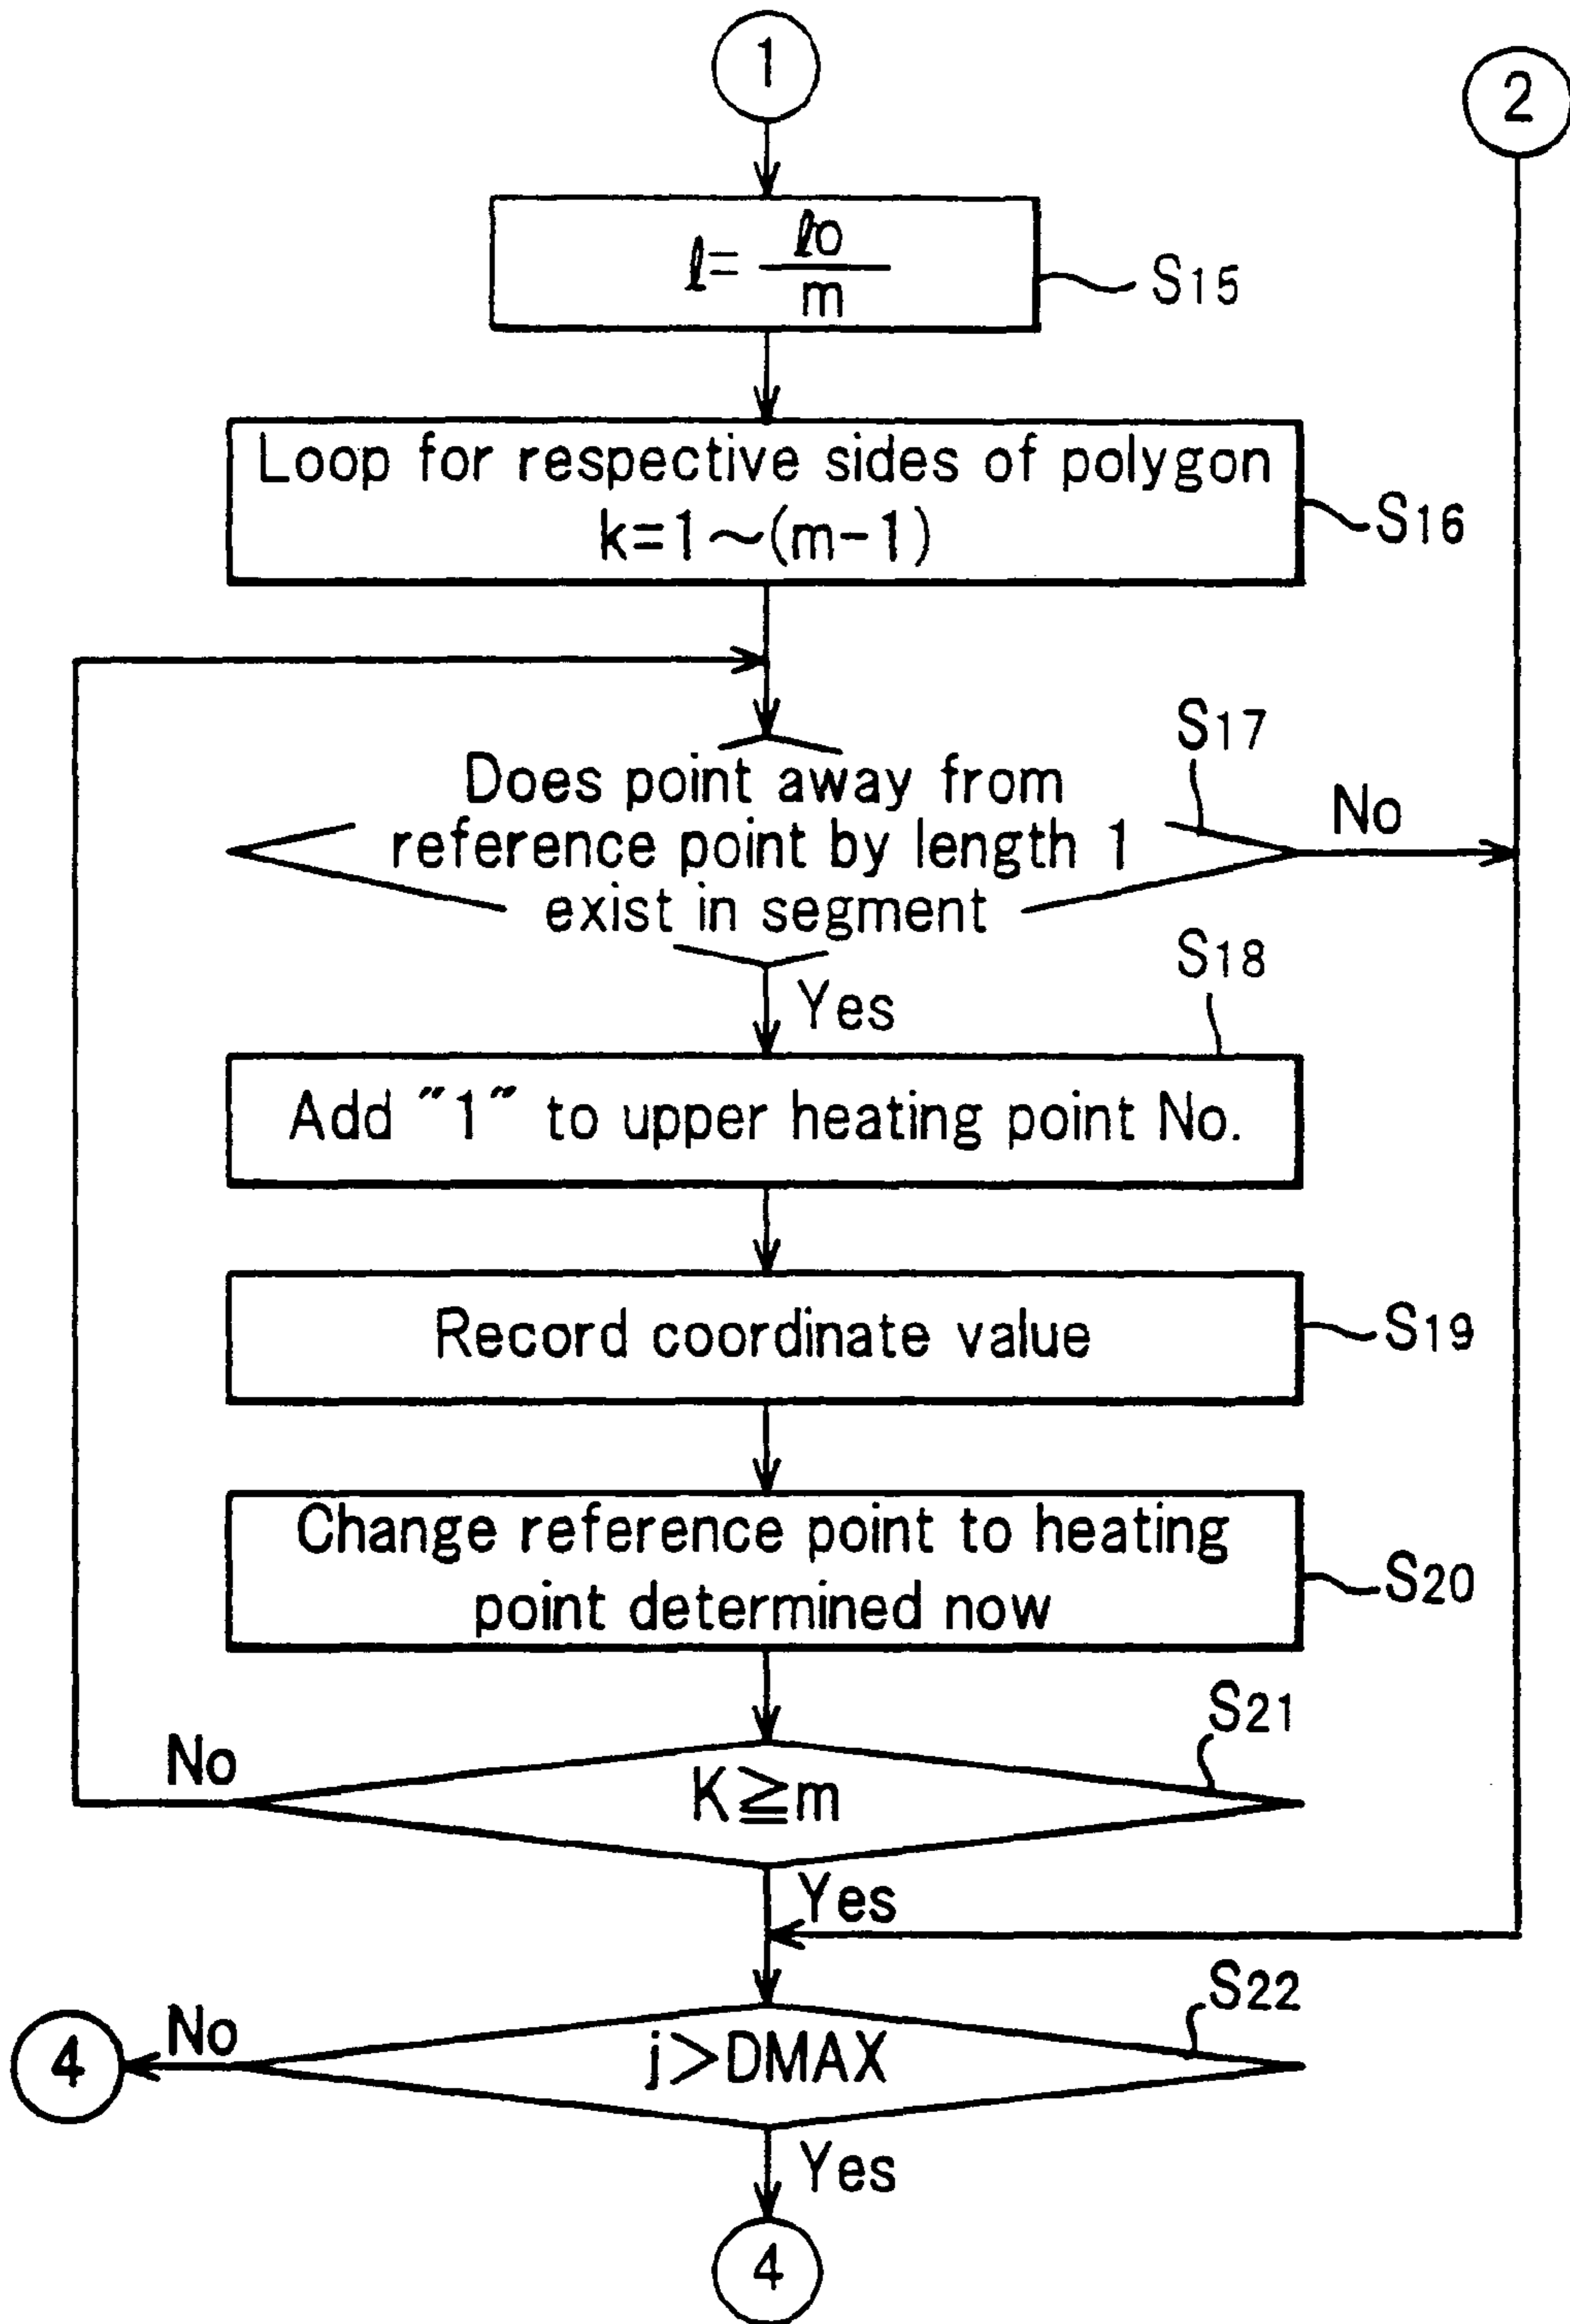 1
2
ℓ= ℓ0
m
S15
Loop for respective sides of polygon
k=1~(m-1)
S16
S17
Does point away from
reference point by length 1
exist in segment
No
Yes
S18
Add "1" to upper heating point No.
Record coordinate value
S19
Change reference point to heating
point determined now
S20
S21
No
K≧m
Yes
S22
No
j>DMAX
4
Yes
4